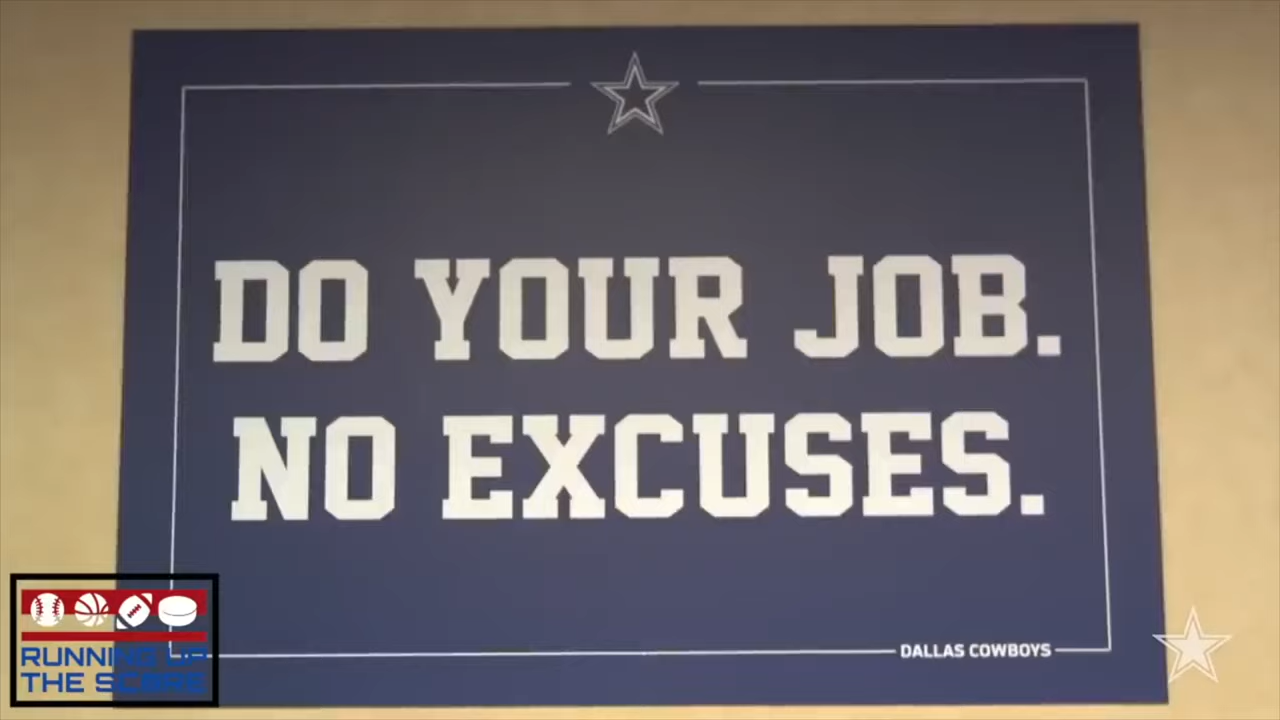 DO YOUR JOB.
NO EXCUSES.
DALLAS COWBOYS
RUNNING UP
THE SCORE